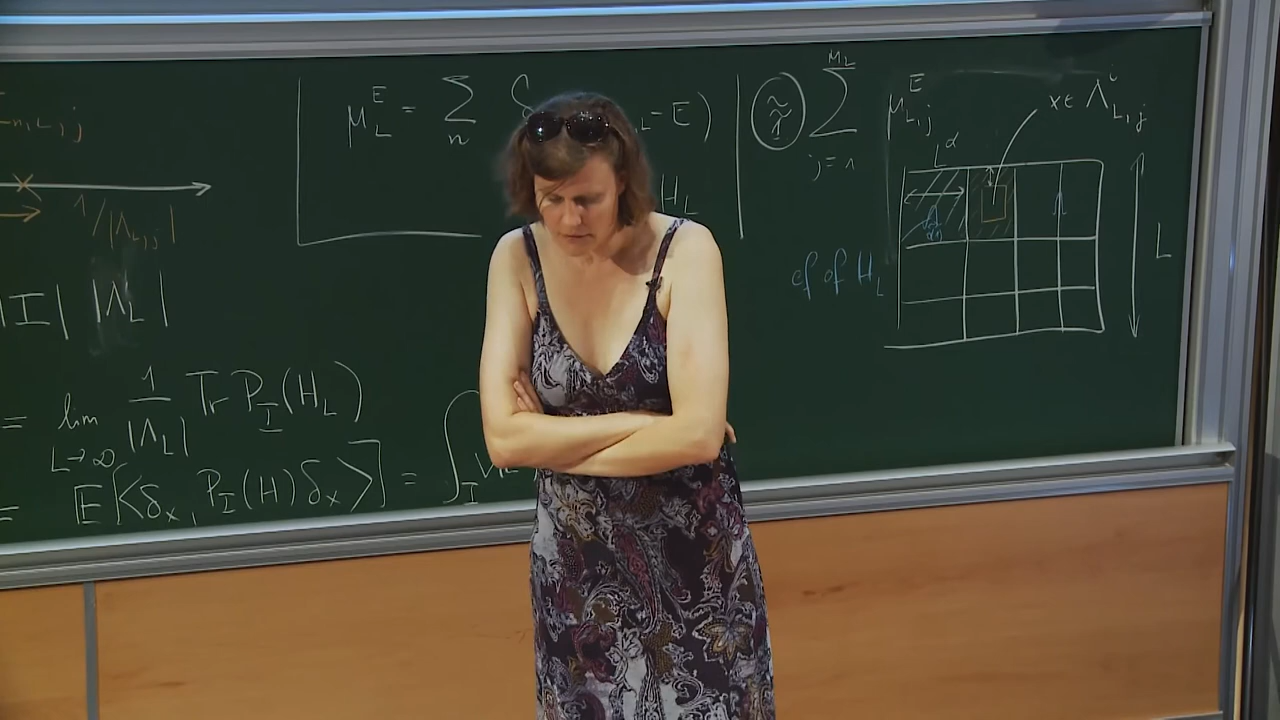 n,L,j
1/|Λ_{L,j}|
|I| |Λ_L|
= lim_{L→∞} 1/|Λ_L| Tr P_I(H_L)
= E[<δ_x, P_I(H) δ_x>] = ∫_I
μ_L^E = Σ_n δ
L - E)
H_L
≈ Σ_{j=1}^{M_L} μ_{L,j}^E
x ∈ Λ^i_{L,j}
L^α
L
ef of H_L